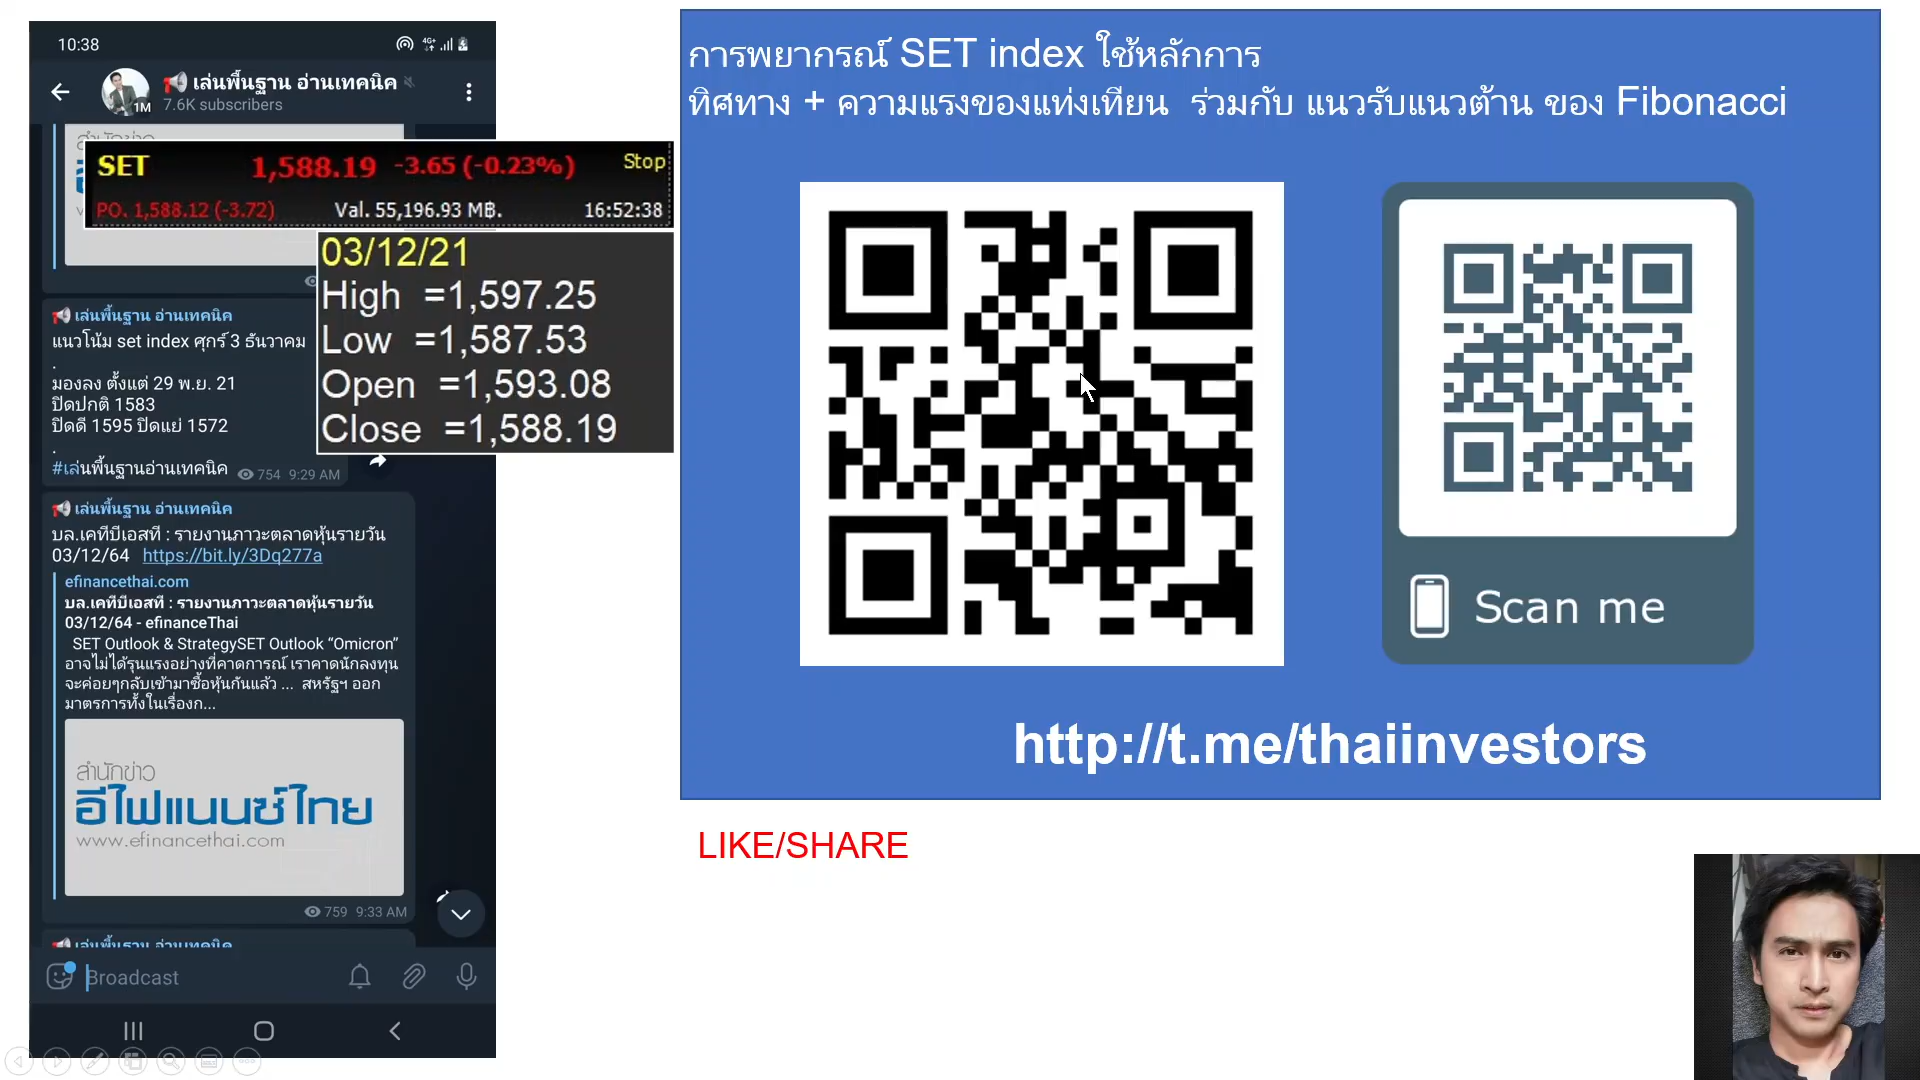 10:38
4G+
เล่นพื้นฐาน อ่านเทคนิค
7.6K subscribers
1M
SET 1,588.19 -3.65 (-0.23%) Stop
PO. 1,588.12 (-3.72) Val. 55,196.93 M฿. 16:52:38
03/12/21
High =1,597.25
Low =1,587.53
Open =1,593.08
Close =1,588.19
เล่นพื้นฐาน อ่านเทคนิค
แนวโน้ม set index ศุกร์ 3 ธันวาคม
.
มองลง ตั้งแต่ 29 พ.ย. 21
ปิดปกติ 1583
ปิดดี 1595 ปิดแย่ 1572
.
#เล่นพื้นฐานอ่านเทคนิค 754 9:29 AM
เล่นพื้นฐาน อ่านเทคนิค
บล.เคทีบีเอสที : รายงานภาวะตลาดหุ้นรายวัน
03/12/64 https://bit.ly/3Dq277a
efinancethai.com
บล.เคทีบีเอสที : รายงานภาวะตลาดหุ้นรายวัน
03/12/64 - efinanceThai
SET Outlook & StrategySET Outlook “Omicron”
อาจไม่ได้รุนแรงอย่างที่คาดการณ์ เราคาดนักลงทุน
จะค่อยๆกลับเข้ามาซื้อหุ้นกันแล้ว ... สหรัฐฯ ออก
มาตรการทั้งในเรื่องก...
สำนักข่าว
อีไฟแนนซ์ไทย
www.efinancethai.com
759 9:33 AM
เล่นพื้นฐาน อ่านเทคนิค
Broadcast
การพยากรณ์ SET index ใช้หลักการ
ทิศทาง + ความแรงของแท่งเทียน ร่วมกับ แนวรับแนวต้าน ของ Fibonacci
Scan me
http://t.me/thaiinvestors
LIKE/SHARE